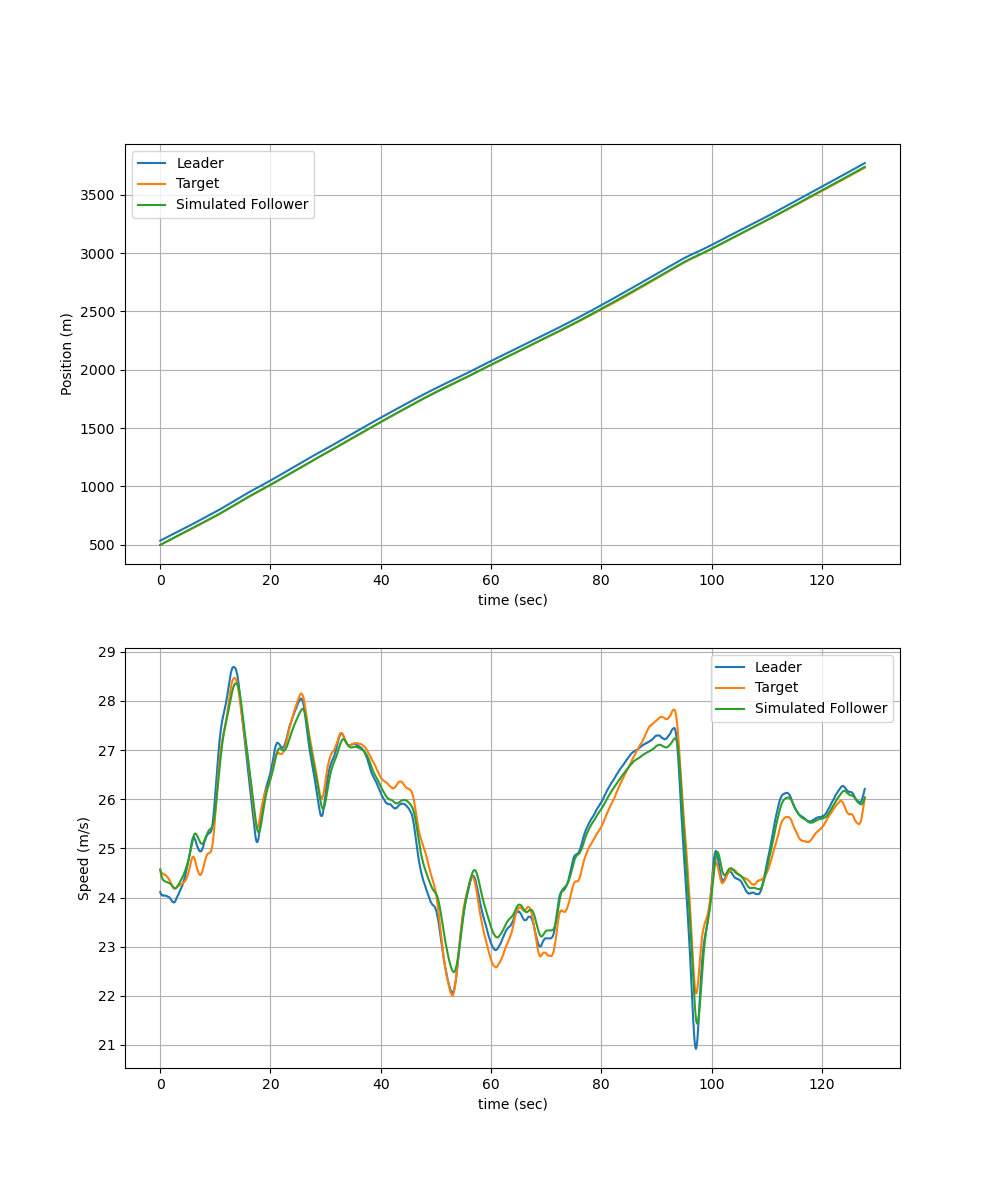 Leader
Target
Simulated Follower
3500
3000
2500
2000
1500
1000
500
Position (m)
0 20 40 60 80 100 120
time (sec)
Leader
Target
Simulated Follower
29
28
27
26
25
24
23
22
21
Speed (m/s)
0 20 40 60 80 100 120
time (sec)